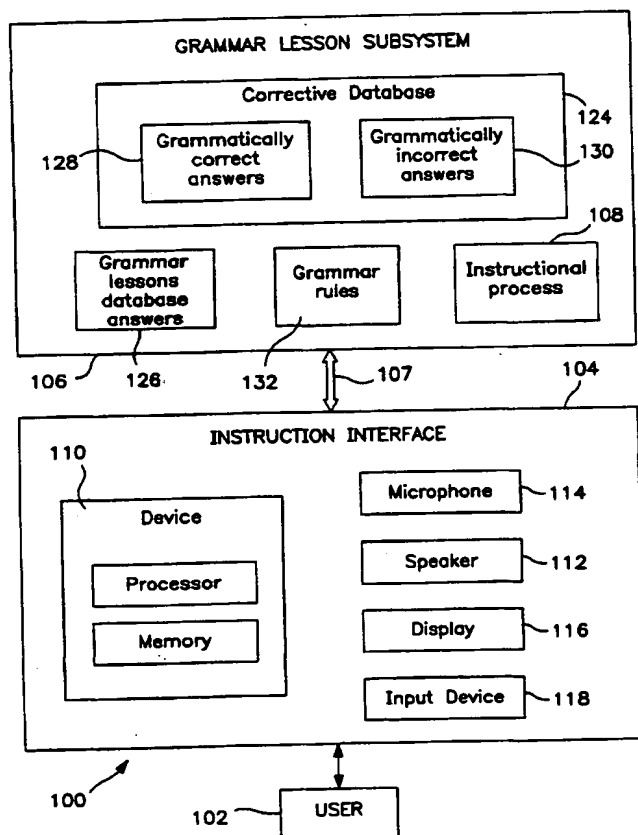 GRAMMAR LESSON SUBSYSTEM
Corrective Database
124
Grammatically
correct
answers
128
Grammatically
incorrect
answers
130
108
Grammar
lessons
database
answers
Grammar
rules
Instructional
process
106
126
132
107
104
INSTRUCTION INTERFACE
110
Device
Processor
Memory
Microphone
114
Speaker
112
Display
116
Input Device
118
100
102
USER